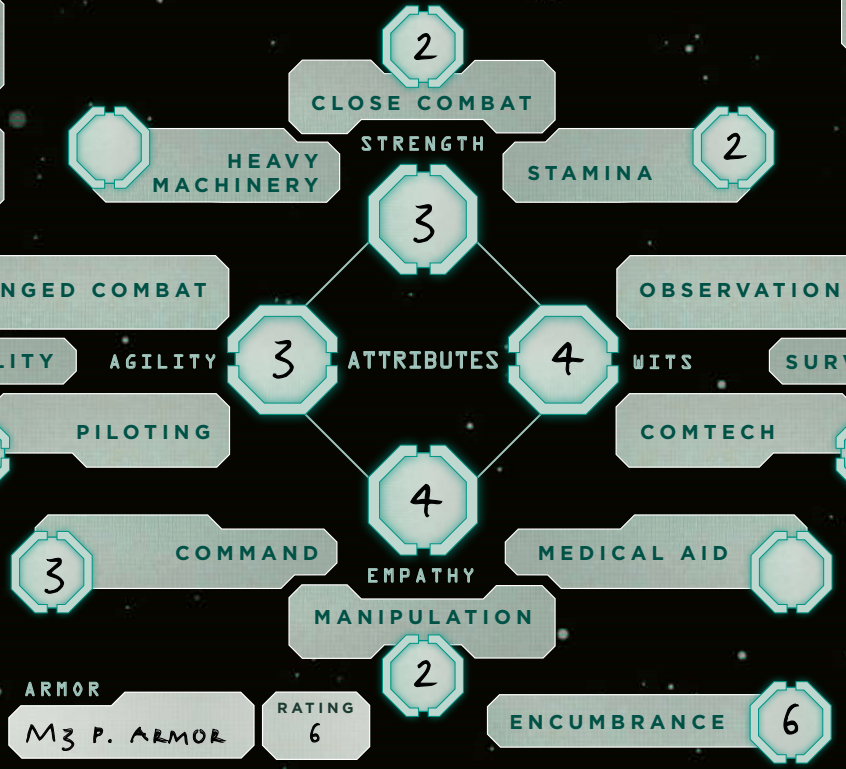 2
CLOSE COMBAT
STRENGTH
HEAVY
MACHINERY
STAMINA
2
3
NGED COMBAT
OBSERVATION
LITY
AGILITY
3
ATTRIBUTES
4
WITS
SURV
PILOTING
COMTECH
4
3
COMMAND
MEDICAL AID
EMPATHY
MANIPULATION
2
ARMOR
M3 P. ARMOR
RATING
6
ENCUMBRANCE
6